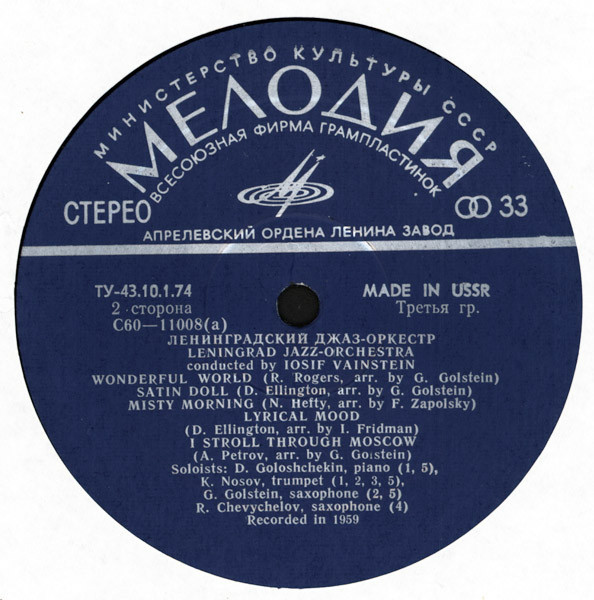 МИНИСТЕРСТВО КУЛЬТУРЫ СССР
МЕЛОДИЯ
ВСЕСОЮЗНАЯ ФИРМА ГРАМПЛАСТИНОК
СТЕРЕО
33
АПРЕЛЕВСКИЙ ОРДЕНА ЛЕНИНА ЗАВОД
ТУ-43.10.1.74
MADE IN USSR
2 сторона
Третья гр.
С60—11008(а)
ЛЕНИНГРАДСКИЙ ДЖАЗ-ОРКЕСТР
LENINGRAD JAZZ-ORCHESTRA
conducted by IOSIF VAINSTEIN
WONDERFUL WORLD (R. Rogers, arr. by G. Golstein)
SATIN DOLL (D. Ellington, arr. by G. Golstein)
MISTY MORNING (N. Hefty, arr. by F. Zapolsky)
LYRICAL MOOD
(D. Ellington, arr. by I. Fridman)
I STROLL THROUGH MOSCOW
(A. Petrov, arr. by G. Golstein)
Soloists: D. Goloshchekin, piano (1, 5),
K. Nosov, trumpet (1, 2, 3, 5),
G. Golstein, saxophone (2, 5)
R. Chevychelov, saxophone (4)
Recorded in 1959